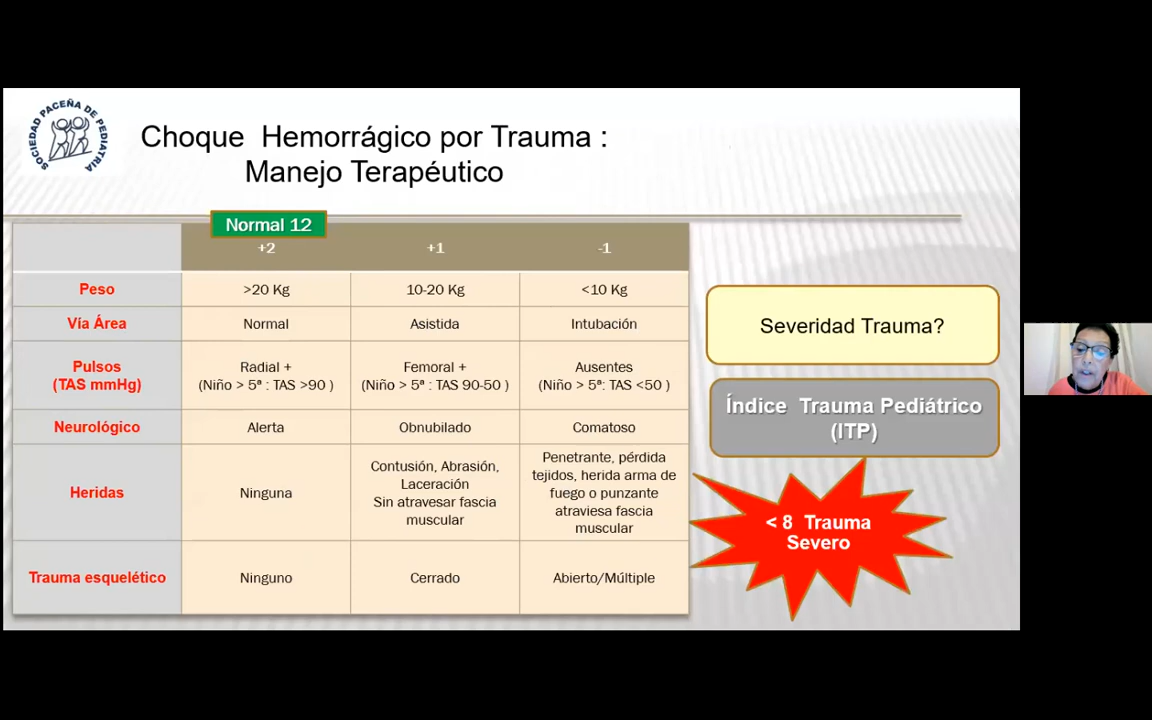 SOCIEDAD PACEÑA DE PEDIATRIA
Choque Hemorrágico por Trauma :
Manejo Terapéutico
Normal 12
+2
+1
-1
Peso
>20 Kg
10-20 Kg
<10 Kg
Vía Área
Normal
Asistida
Intubación
Pulsos
(TAS mmHg)
Radial +
(Niño > 5ª : TAS >90 )
Femoral +
(Niño > 5ª : TAS 90-50 )
Ausentes
(Niño > 5ª: TAS <50 )
Neurológico
Alerta
Obnubilado
Comatoso
Heridas
Ninguna
Contusión, Abrasión,
Laceración
Sin atravesar fascia
muscular
Penetrante, pérdida
tejidos, herida arma de
fuego o punzante
atraviesa fascia
muscular
Trauma esquelético
Ninguno
Cerrado
Abierto/Múltiple
Severidad Trauma?
Índice Trauma Pediátrico
(ITP)
< 8 Trauma
Severo